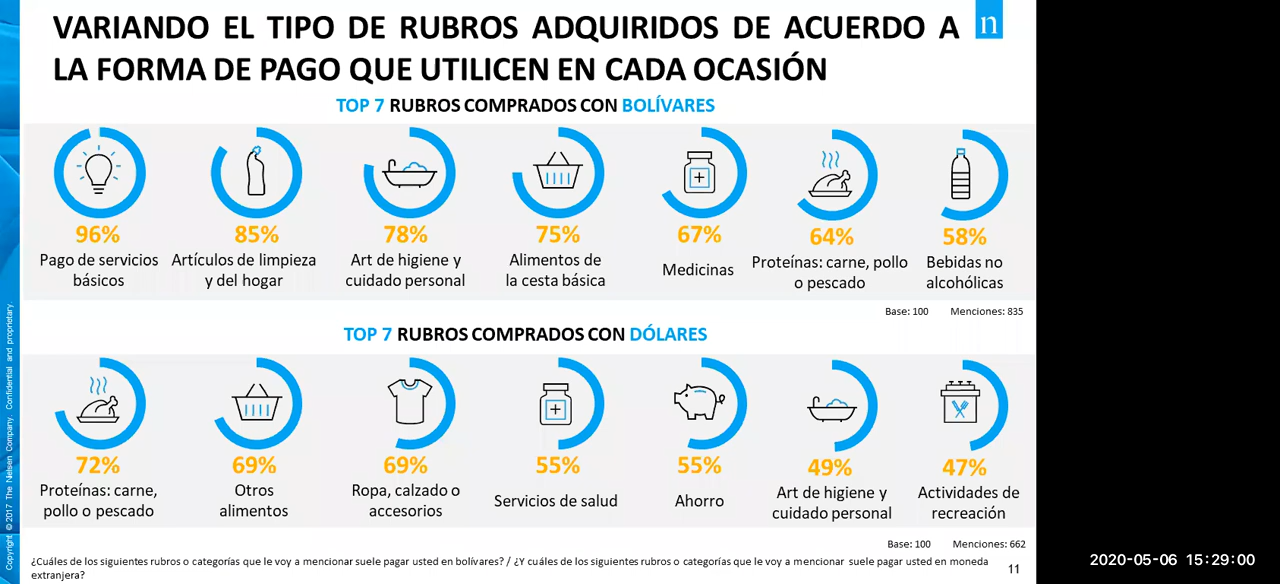 VARIANDO EL TIPO DE RUBROS ADQUIRIDOS DE ACUERDO A
n
LA FORMA DE PAGO QUE UTILICEN EN CADA OCASIÓN
TOP 7 RUBROS COMPRADOS CON BOLÍVARES
96%
Pago de servicios
básicos
85%
Artículos de limpieza
y del hogar
78%
Art de higiene y
cuidado personal
75%
Alimentos de
la cesta básica
67%
Medicinas
64%
Proteínas: carne, pollo
o pescado
58%
Bebidas no
alcohólicas
Base: 100 Menciones: 835
TOP 7 RUBROS COMPRADOS CON DÓLARES
72%
Proteínas: carne,
pollo o pescado
69%
Otros
alimentos
69%
Ropa, calzado o
accesorios
55%
Servicios de salud
55%
Ahorro
49%
Art de higiene y
cuidado personal
47%
Actividades de
recreación
Base: 100 Menciones: 662
¿Cuáles de los siguientes rubros o categorías que le voy a mencionar suele pagar usted en bolívares? / ¿Y cuáles de los siguientes rubros o categorías que le voy a mencionar suele pagar usted en moneda
extranjera?
11
Copyright © 2017 The Nielsen Company. Confidential and proprietary.
2020-05-06 15:29:00